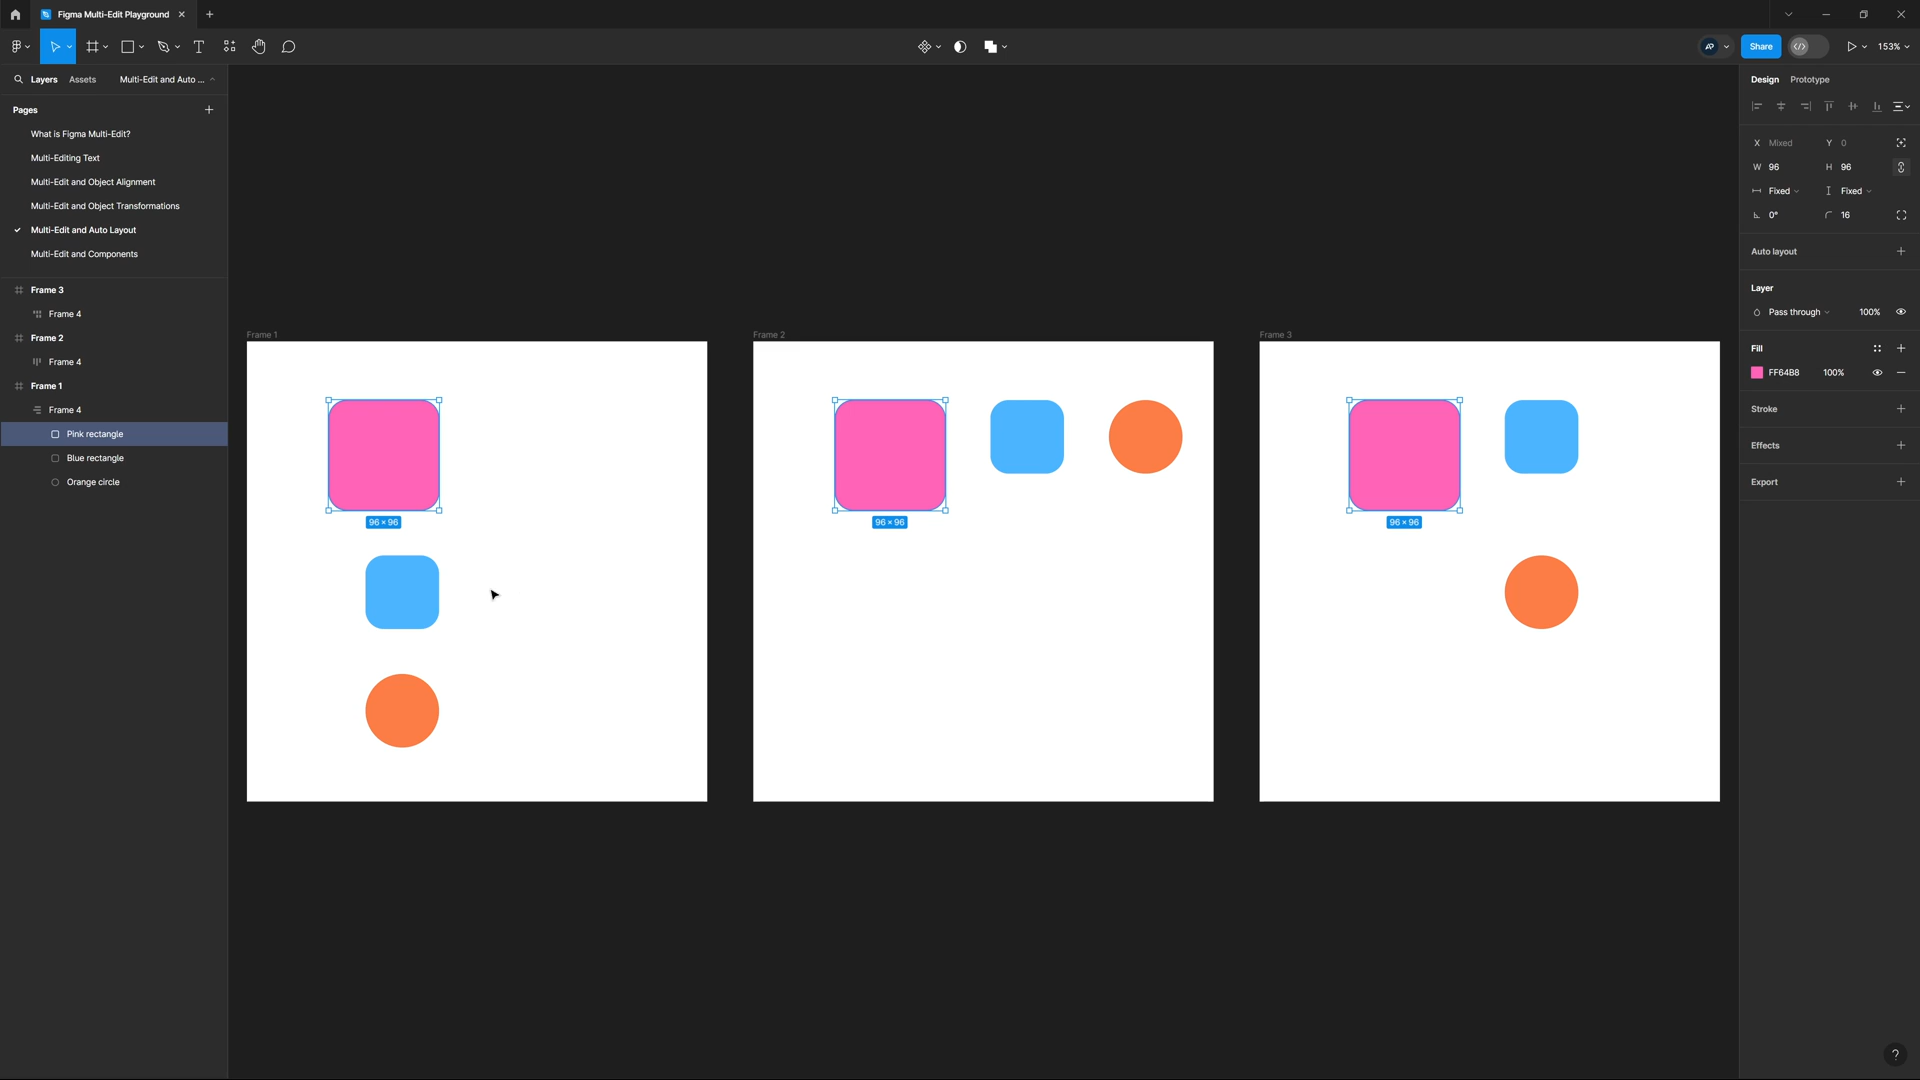 Figma Multi-Edit Playground
Share
153%
Layers Assets Multi-Edit and Auto ...
Pages
What is Figma Multi-Edit?
Multi-Editing Text
Multi-Edit and Object Alignment
Multi-Edit and Object Transformations
Multi-Edit and Auto Layout
Multi-Edit and Components
Frame 3
Frame 4
Frame 2
Frame 4
Frame 1
Frame 4
Pink rectangle
Blue rectangle
Orange circle
Frame 1
96 × 96
Frame 2
96 × 96
Frame 3
96 × 96
Design Prototype
X Mixed Y 0
W 96 H 96
Fixed Fixed
0° 16
Auto layout
Layer
Pass through 100%
Fill
FF64B8 100%
Stroke
Effects
Export
?